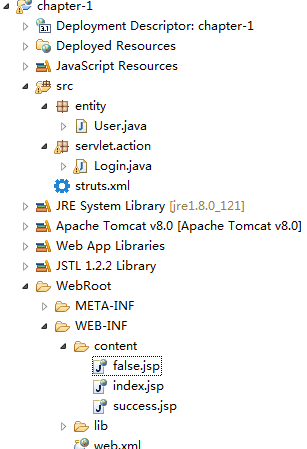 chapter-1
Deployment Descriptor: chapter-1
Deployed Resources
JavaScript Resources
src
entity
User.java
servlet.action
Login.java
struts.xml
JRE System Library [jre1.8.0_121]
Apache Tomcat v8.0 [Apache Tomcat v8.0]
Web App Libraries
JSTL 1.2.2 Library
WebRoot
META-INF
WEB-INF
content
false.jsp
index.jsp
success.jsp
lib
web.xml